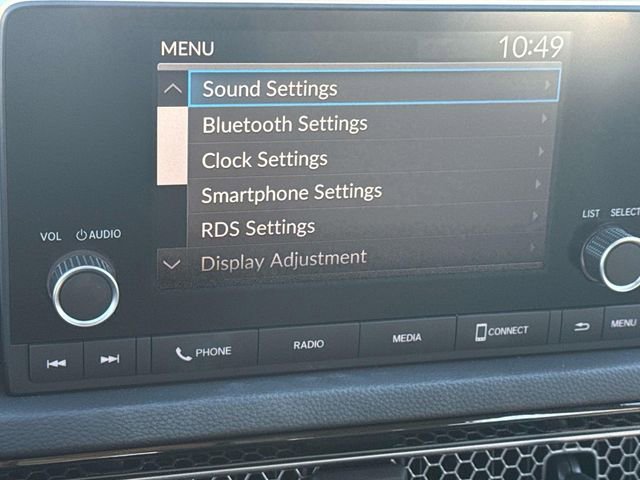 MENU 10:49
Sound Settings
Bluetooth Settings
Clock Settings
Smartphone Settings
RDS Settings
Display Adjustment
VOL AUDIO
LIST SELECT
PHONE RADIO MEDIA CONNECT MENU